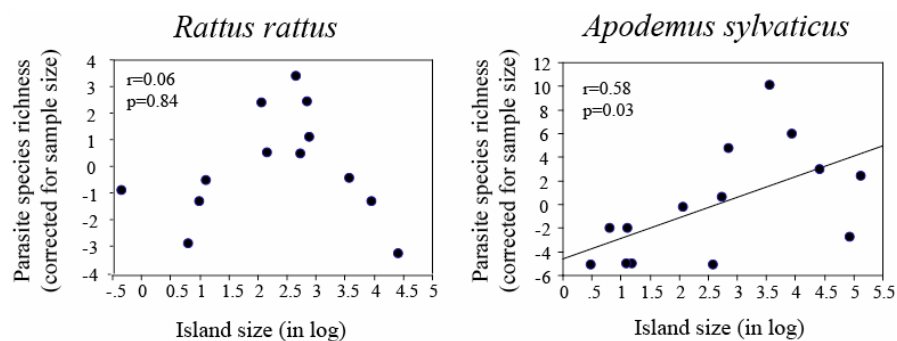 Rattus rattus
Parasite species richness
(corrected for sample size)
4
3
2
1
0
-1
-2
-3
-4
r=0.06
p=0.84
-.5 0 0.5 1 1.5 2 2.5 3 3.5 4 4.5 5
Island size (in log)
Apodemus sylvaticus
Parasite species richness
(corrected for sample size)
12
10
8
6
4
2
0
-2
-4
-6
r=0.58
p=0.03
0 .5 1 1.5 2 2.5 3 3.5 4 4.5 5 5.5
Island size (in log)